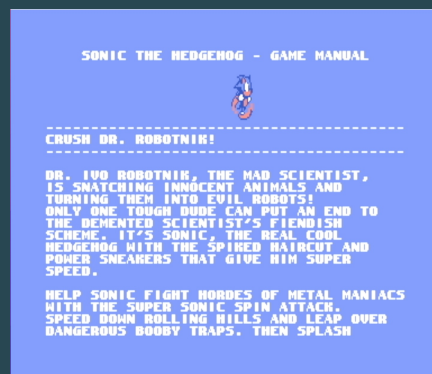 SONIC THE HEDGEHOG - GAME MANUAL
----------------------------------------
CRUSH DR. ROBOTNIK!
----------------------------------------
DR. IVO ROBOTNIK, THE MAD SCIENTIST,
IS SNATCHING INNOCENT ANIMALS AND
TURNING THEM INTO EVIL ROBOTS!
ONLY ONE TOUGH DUDE CAN PUT AN END TO
THE DEMENTED SCIENTIST'S FIENDISH
SCHEME. IT'S SONIC, THE REAL COOL
HEDGEHOG WITH THE SPIKED HAIRCUT AND
POWER SNEAKERS THAT GIVE HIM SUPER
SPEED.
HELP SONIC FIGHT HORDES OF METAL MANIACS
WITH THE SUPER SONIC SPIN ATTACK.
SPEED DOWN ROLLING HILLS AND LEAP OVER
DANGEROUS BOOBY TRAPS. THEN SPLASH